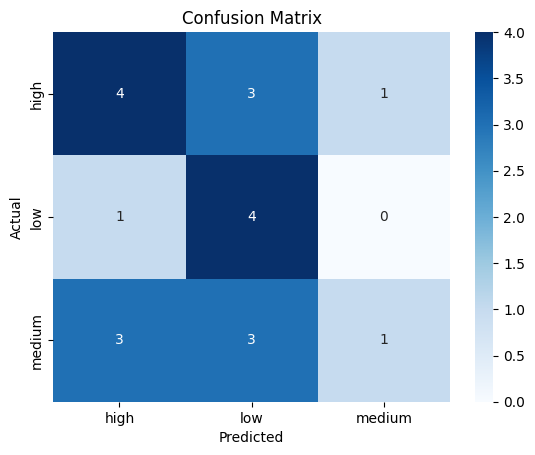 Confusion Matrix
high 4 3 1
low 1 4 0
medium 3 3 1
high low medium
Predicted
Actual
4.0
3.5
3.0
2.5
2.0
1.5
1.0
0.5
0.0